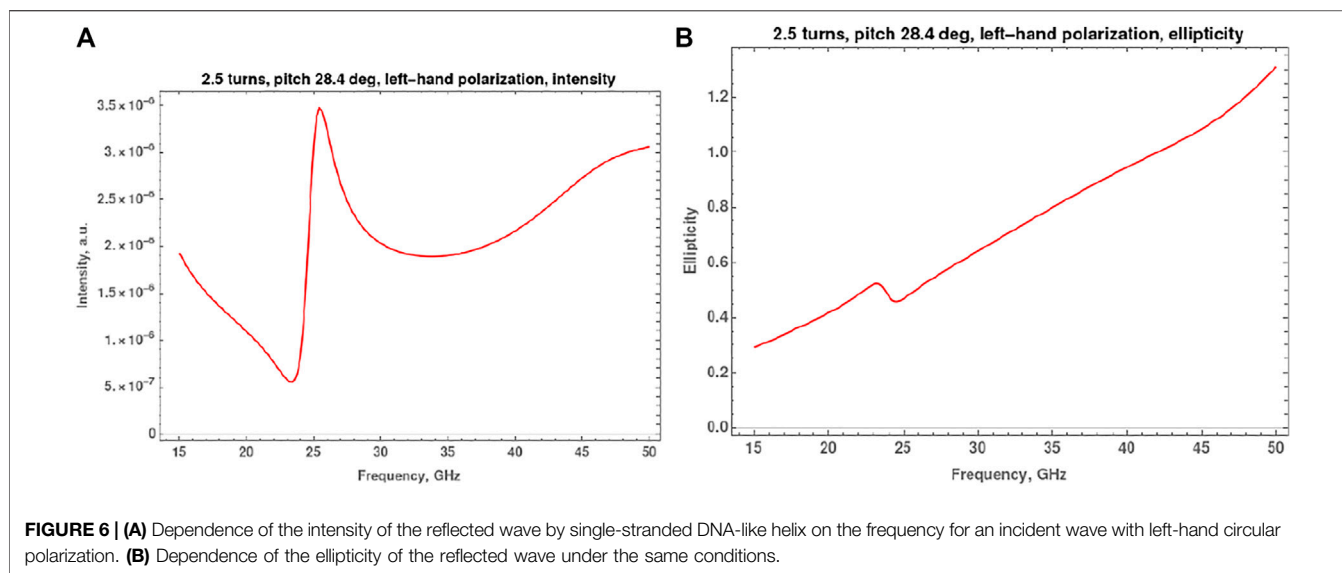 A
2.5 turns, pitch 28.4 deg, left-hand polarization, intensity
3.5×10⁻⁶
3.×10⁻⁶
2.5×10⁻⁶
2.×10⁻⁶
1.5×10⁻⁶
1.×10⁻⁶
5.×10⁻⁷
0
Intensity, a.u.
15 20 25 30 35 40 45 50
Frequency, GHz
B
2.5 turns, pitch 28.4 deg, left-hand polarization, ellipticity
1.2
1.0
0.8
0.6
0.4
0.2
0.0
Ellipticity
15 20 25 30 35 40 45 50
Frequency, GHz
FIGURE 6 | (A) Dependence of the intensity of the reflected wave by single-stranded DNA-like helix on the frequency for an incident wave with left-hand circular
polarization. (B) Dependence of the ellipticity of the reflected wave under the same conditions.